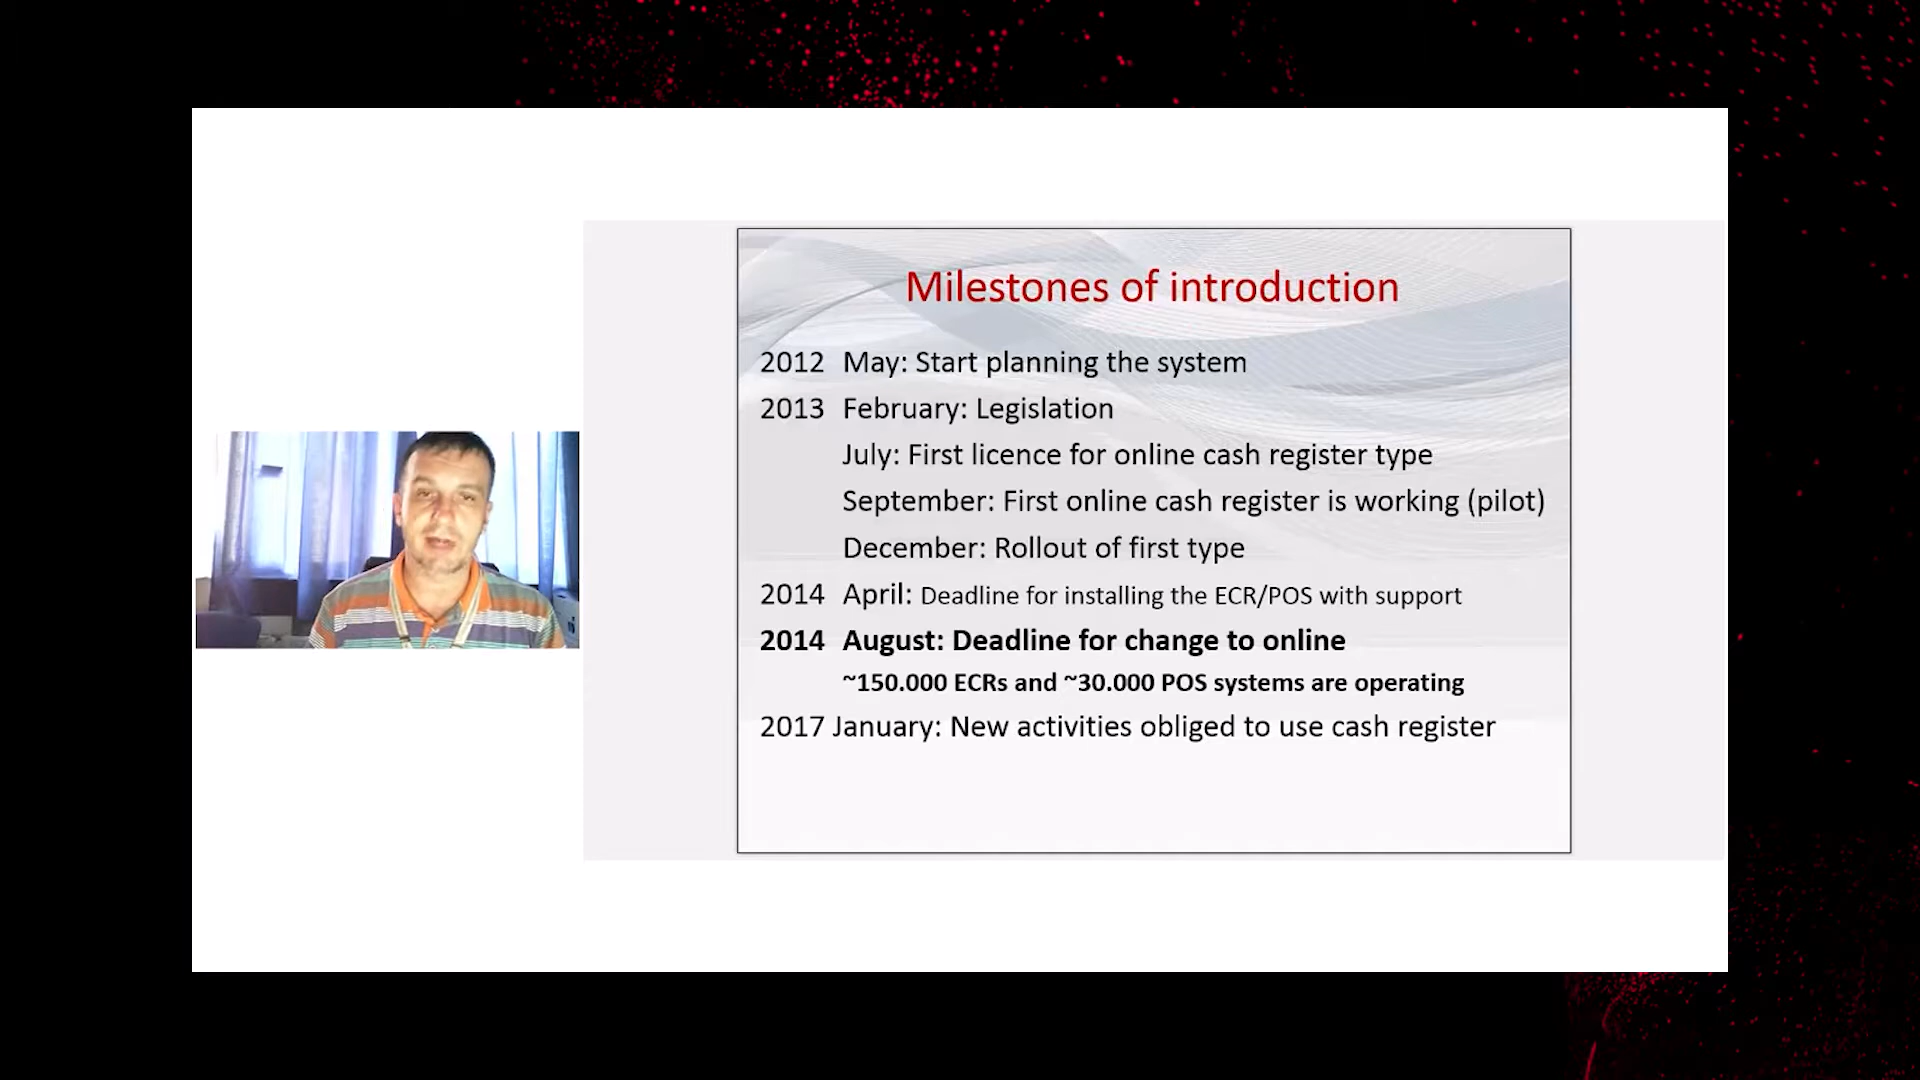 Milestones of introduction
2012 May: Start planning the system
2013 February: Legislation
July: First licence for online cash register type
September: First online cash register is working (pilot)
December: Rollout of first type
2014 April: Deadline for installing the ECR/POS with support
2014 August: Deadline for change to online
~150.000 ECRs and ~30.000 POS systems are operating
2017 January: New activities obliged to use cash register